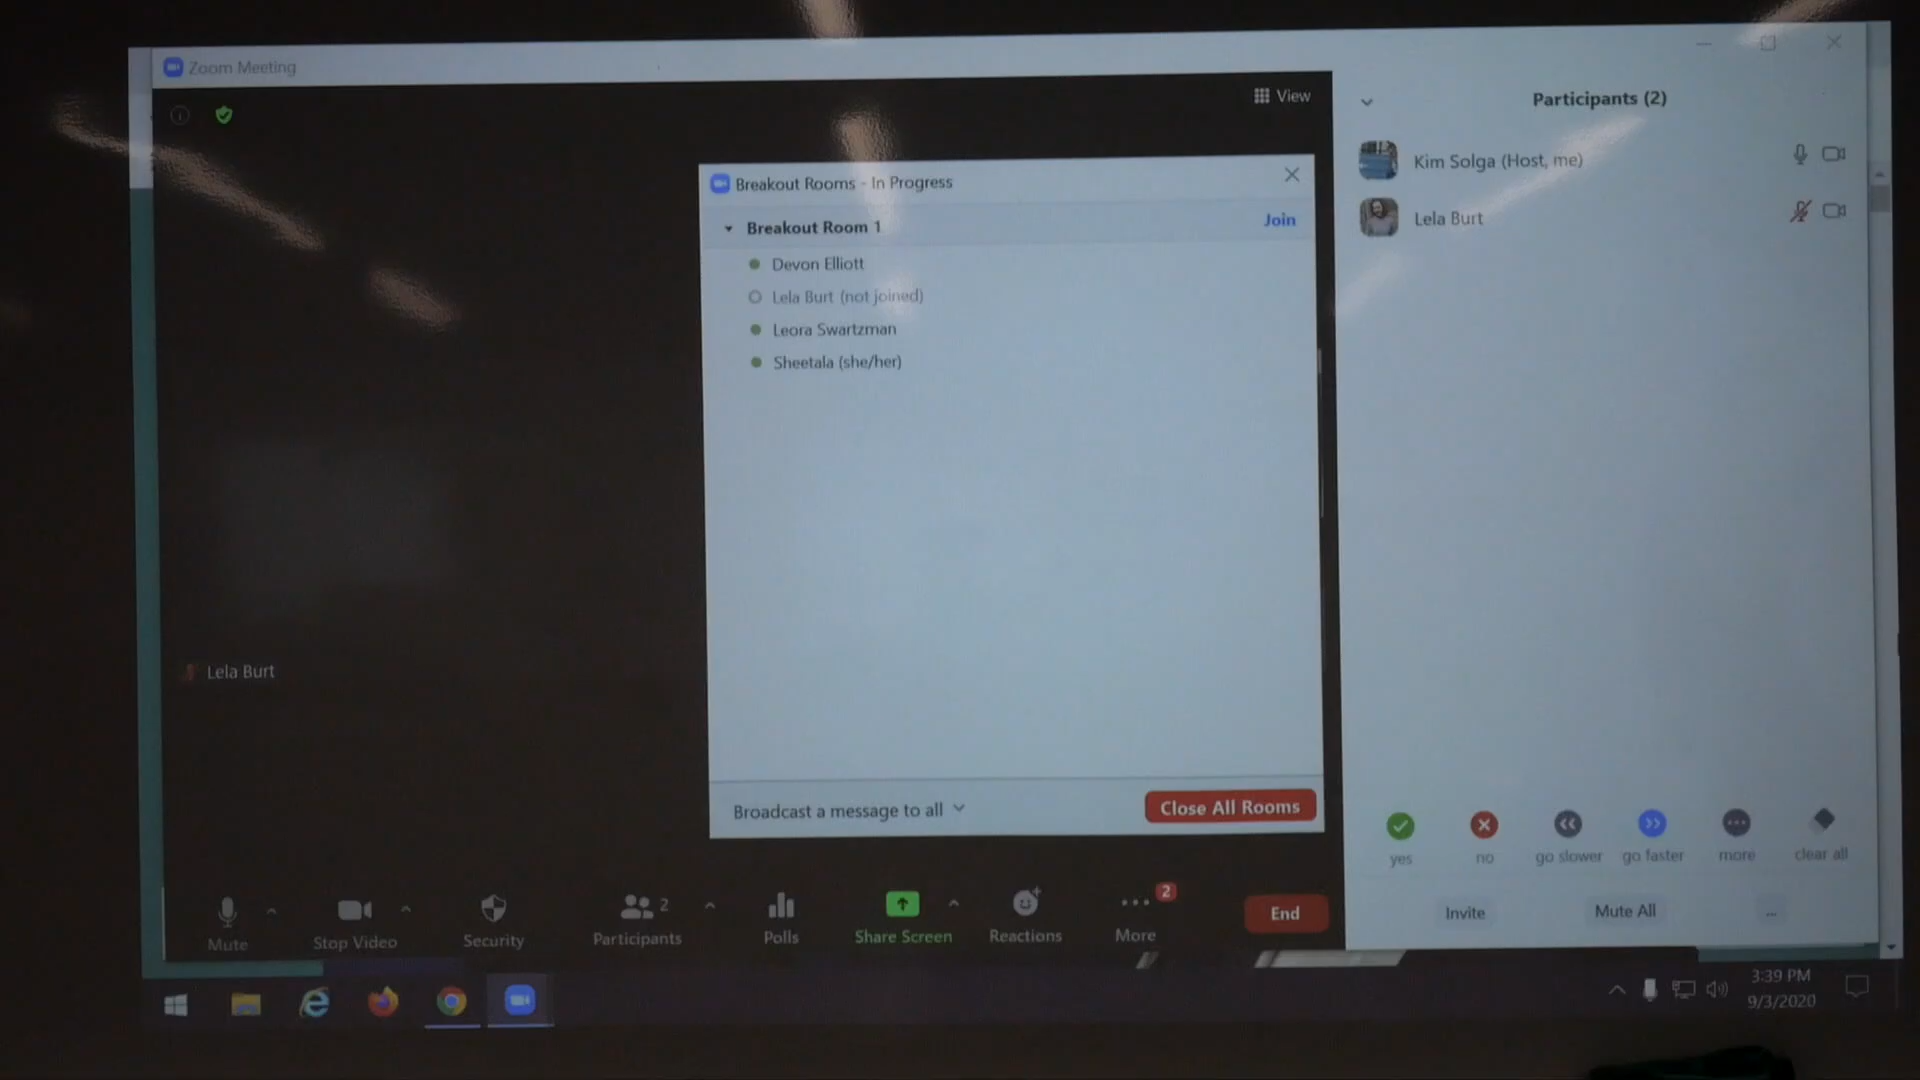 Zoom Meeting
View
Breakout Rooms - In Progress
Breakout Room 1
Join
Devon Elliott
Lela Burt (not joined)
Leora Swartzman
Sheetala (she/her)
Broadcast a message to all
Close All Rooms
Lela Burt
Participants (2)
Kim Solga (Host, me)
Lela Burt
yes
no
go slower
go faster
more
clear all
Invite
Mute All
...
Mute
Stop Video
Security
2
Participants
Polls
Share Screen
Reactions
2
More
End
3:39 PM
9/3/2020